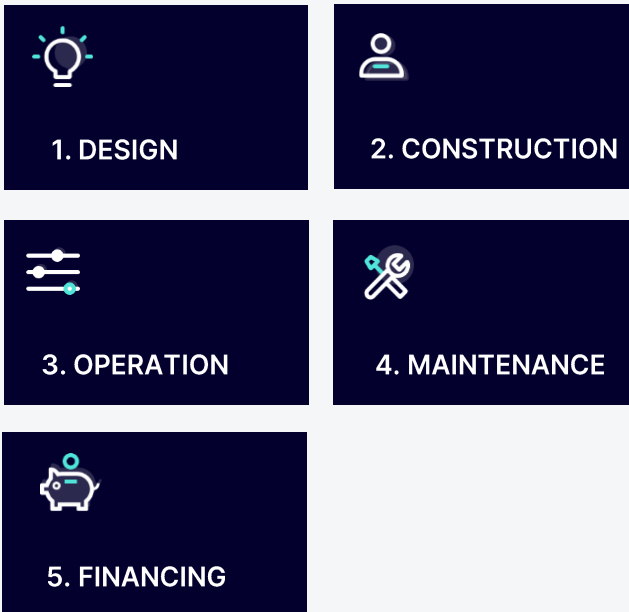 1. DESIGN
2. CONSTRUCTION
3. OPERATION
4. MAINTENANCE
5. FINANCING